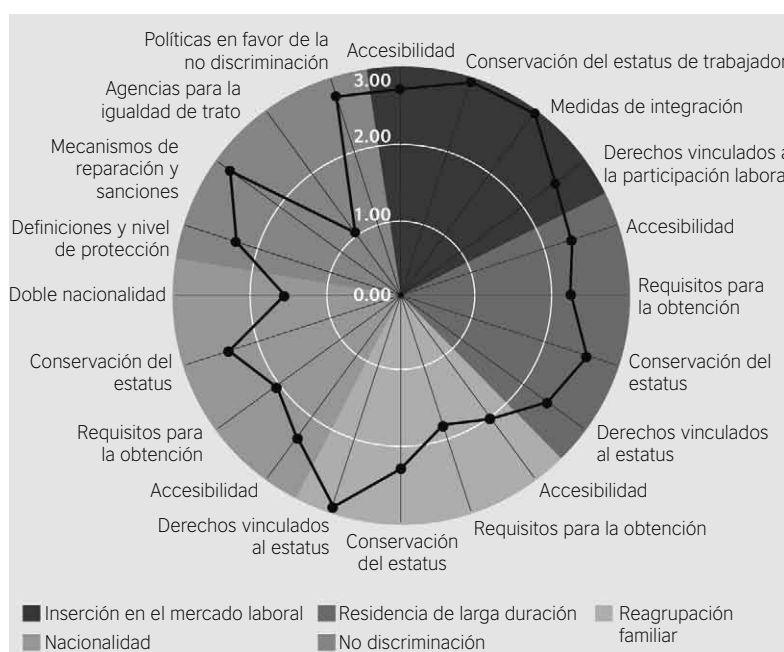 Políticas en favor de la
no discriminación
Accesibilidad
Conservación del estatus de trabajador
Agencias para la
igualdad de trato
Medidas de integración
Mecanismos de
reparación y
sanciones
Derechos vinculados a
la participación labora
Definiciones y nivel
de protección
Accesibilidad
Doble nacionalidad
Requisitos para
la obtención
Conservación del
estatus
Conservación del
estatus
Requisitos para
la obtención
Derechos vinculados
al estatus
Accesibilidad
Accesibilidad
Derechos vinculados
al estatus
Conservación
del estatus
Requisitos para la obtención
3.00
2.00
1.00
0.00
Inserción en el mercado laboral
Residencia de larga duración
Reagrupación
familiar
Nacionalidad
No discriminación